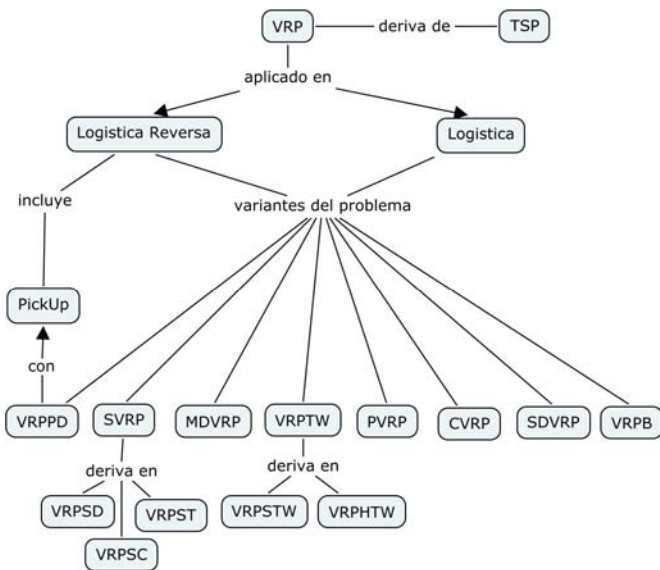 VRP
deriva de
TSP
aplicado en
Logistica Reversa
Logistica
incluye
variantes del problema
PickUp
con
VRPPD
SVRP
MDVRP
VRPTW
PVRP
CVRP
SDVRP
VRPB
deriva en
deriva en
VRPSD
VRPST
VRPSTW
VRPHTW
VRPSC